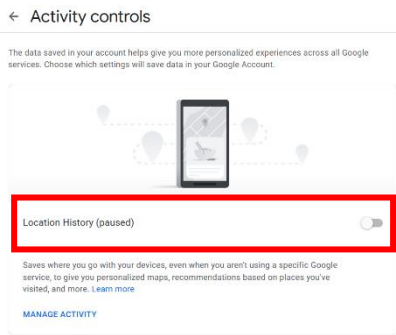 Activity controls
The data saved in your account helps give you more personalized experiences across all Google
services. Choose which settings will save data in your Google Account.
Location History (paused)
Saves where you go with your devices, even when you aren't using a specific Google
service, to give you personalized maps, recommendations based on places you've
visited, and more. Learn more
MANAGE ACTIVITY